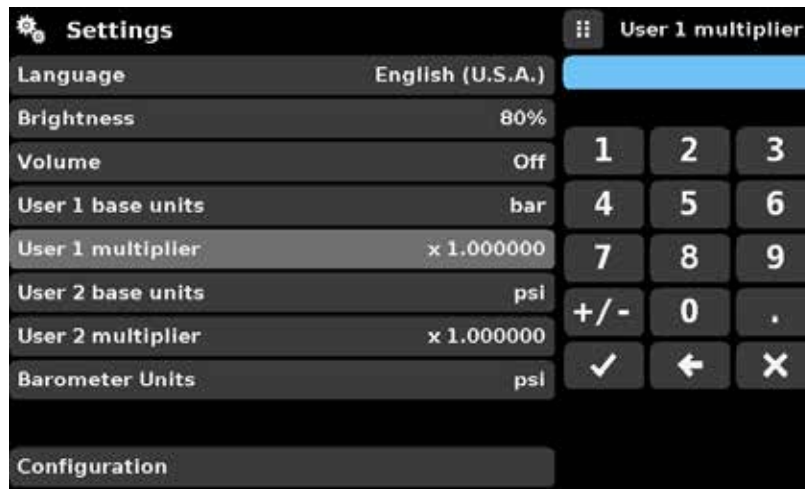 Settings
Language English (U.S.A.)
Brightness 80%
Volume Off
User 1 base units bar
User 1 multiplier x 1.000000
User 2 base units psi
User 2 multiplier x 1.000000
Barometer Units psi
Configuration
User 1 multiplier
1 2 3
4 5 6
7 8 9
+/- 0 .